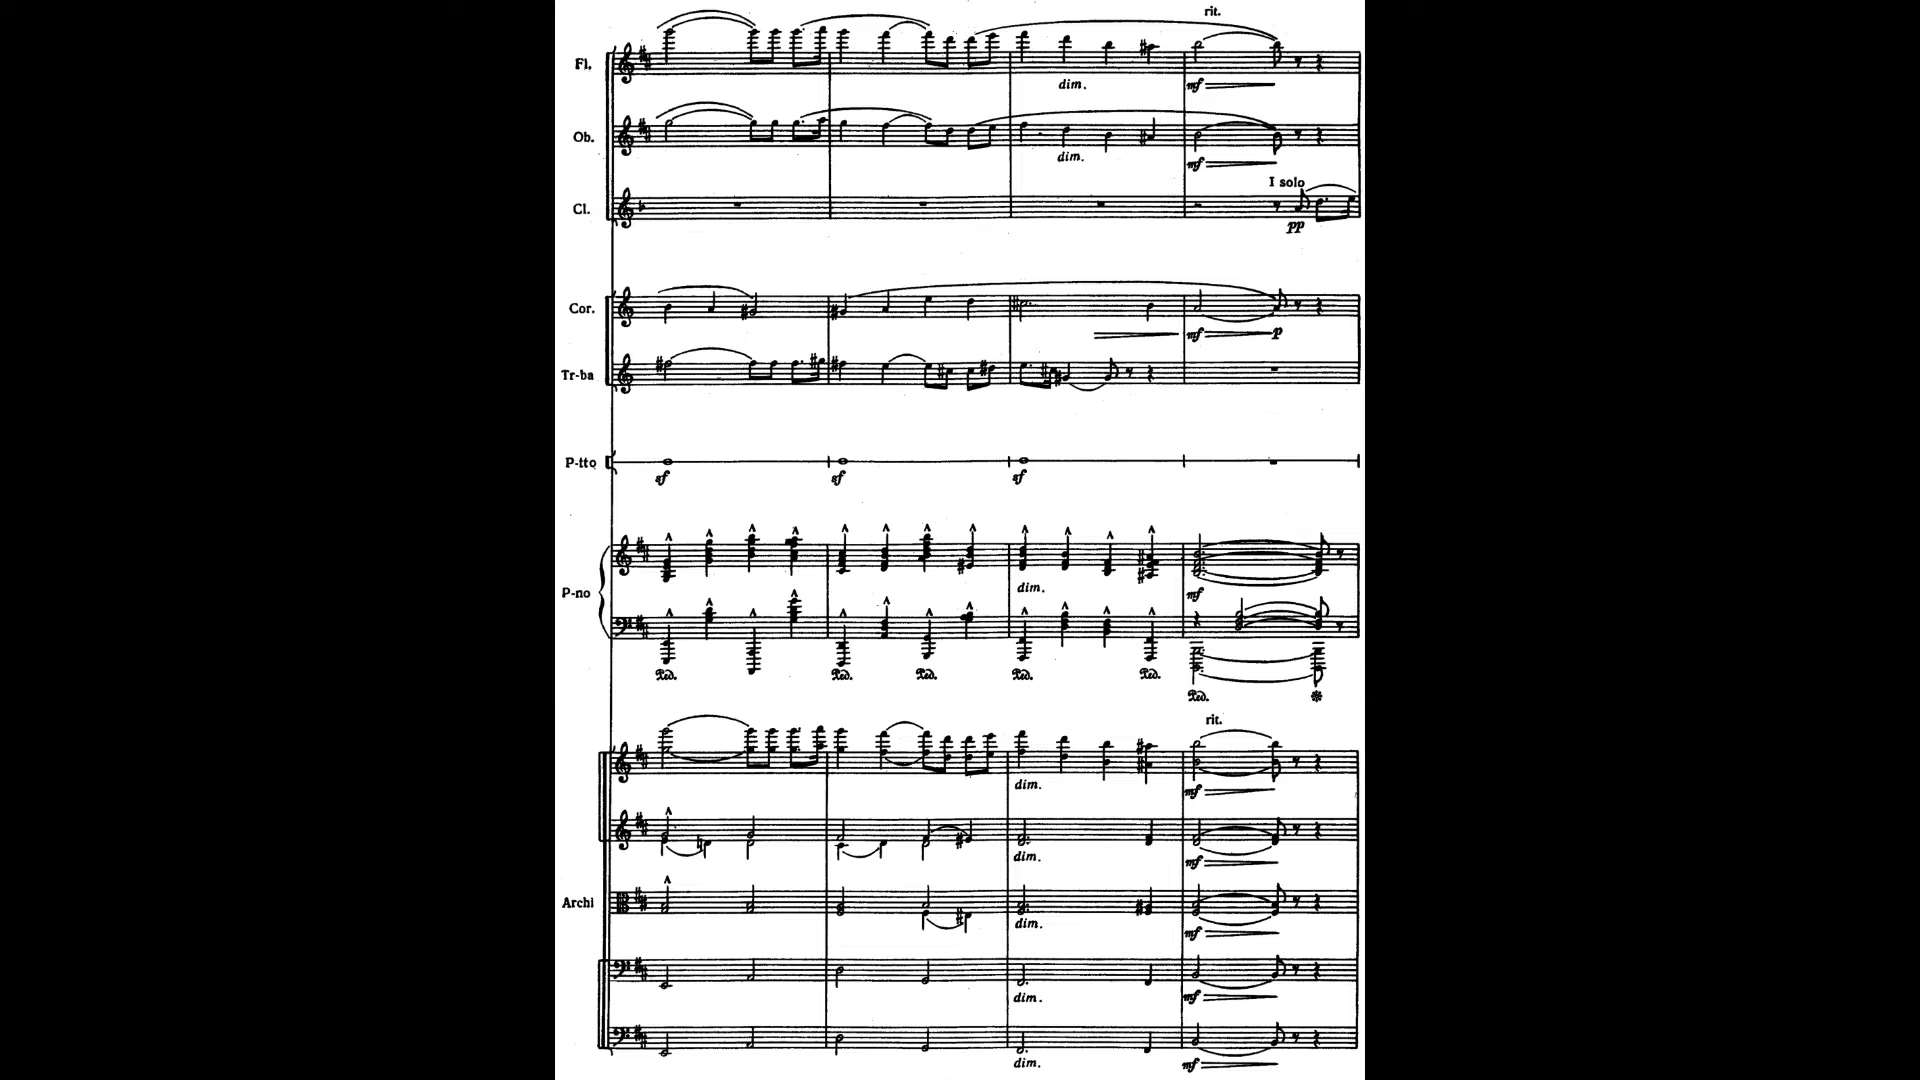 rit.
Fl.
dim. mf
Ob.
dim. mf
I solo
Cl.
pp
Cor.
mf p
Tr-ba
P-tto
sf sf sf
P-no
dim. mf
Ped. Ped. Ped. Ped. Ped.
Ped.
rit.
dim. mf
dim. mf
Archi
dim. mf
dim. mf
dim. mf